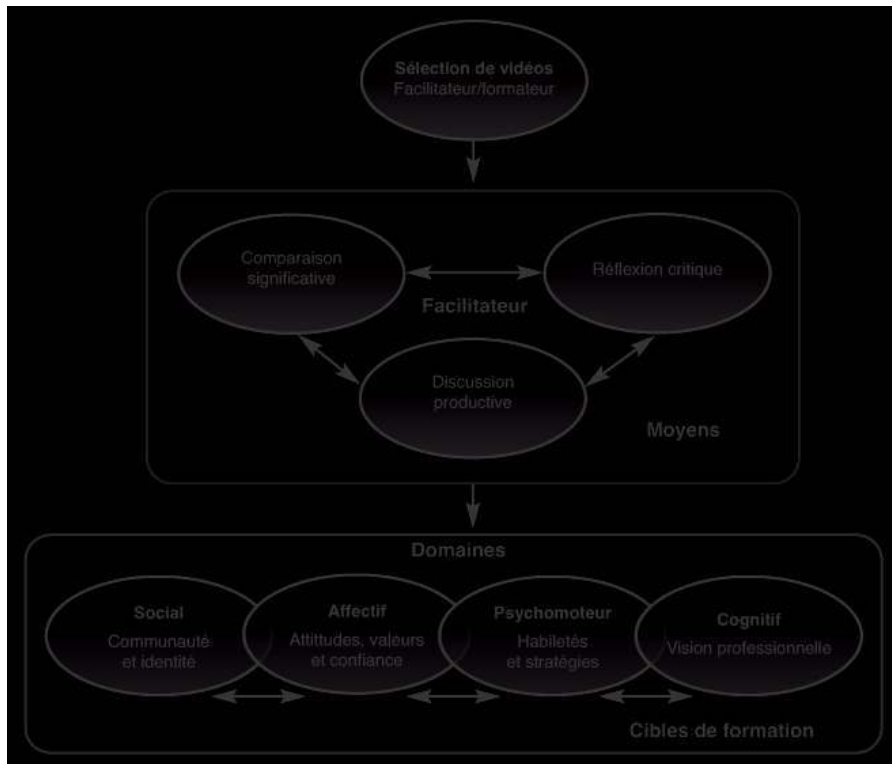 Sélection de vidéos
Facilitateur/formateur
Comparaison
significative
Réflexion critique
Facilitateur
Discussion
productive
Moyens
Domaines
Social
Communauté
et identité
Affectif
Attitudes, valeurs
et confiance
Psychomoteur
Habiletés
et stratégies
Cognitif
Vision professionnelle
Cibles de formation